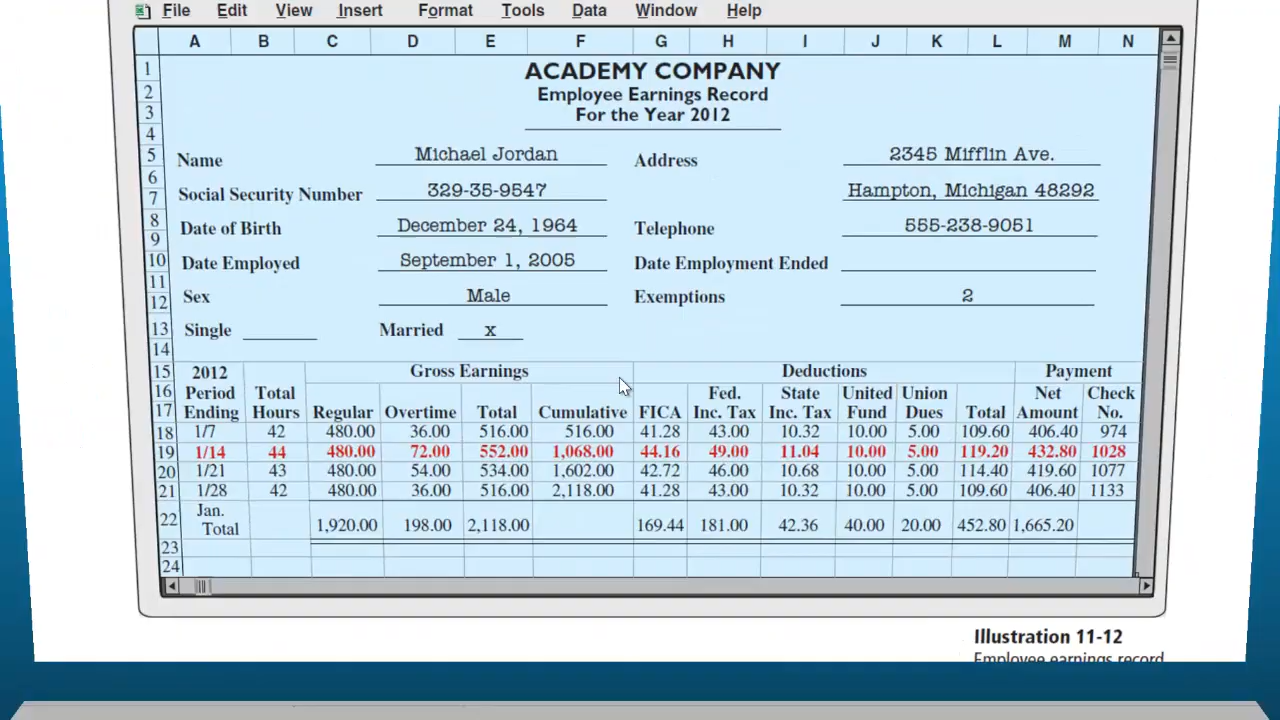 File Edit View Insert Format Tools Data Window Help
A B C D E F G H I J K L M N
1 ACADEMY COMPANY
2 Employee Earnings Record
3 For the Year 2012
4
5 Name Michael Jordan Address 2345 Mifflin Ave.
6
7 Social Security Number 329-35-9547 Hampton, Michigan 48292
8 Date of Birth December 24, 1964 Telephone 555-238-9051
9
10 Date Employed September 1, 2005 Date Employment Ended
11
12 Sex Male Exemptions 2
13 Single Married x
14
15 2012 Gross Earnings Deductions Payment
16 Period Total Fed. State United Union Net Check
17 Ending Hours Regular Overtime Total Cumulative FICA Inc. Tax Inc. Tax Fund Dues Total Amount No.
18 1/7 42 480.00 36.00 516.00 516.00 41.28 43.00 10.32 10.00 5.00 109.60 406.40 974
19 1/14 44 480.00 72.00 552.00 1,068.00 44.16 49.00 11.04 10.00 5.00 119.20 432.80 1028
20 1/21 43 480.00 54.00 534.00 1,602.00 42.72 46.00 10.68 10.00 5.00 114.40 419.60 1077
21 1/28 42 480.00 36.00 516.00 2,118.00 41.28 43.00 10.32 10.00 5.00 109.60 406.40 1133
Jan.
22 Total 1,920.00 198.00 2,118.00 169.44 181.00 42.36 40.00 20.00 452.80 1,665.20
23
24
Illustration 11-12
Employee earnings record